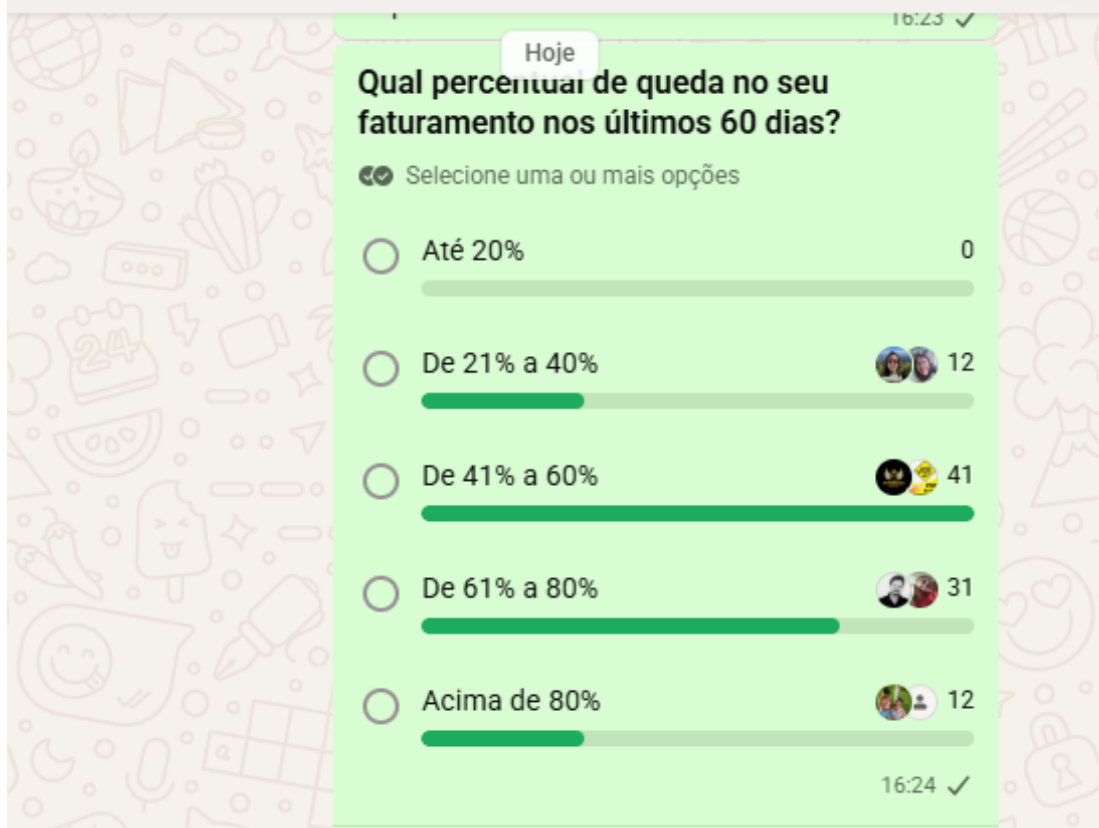 16:23
Hoje
Qual percentual de queda no seu
faturamento nos últimos 60 dias?
Selecione uma ou mais opções
Até 20% 0
De 21% a 40% 12
De 41% a 60% 41
De 61% a 80% 31
Acima de 80% 12
16:24